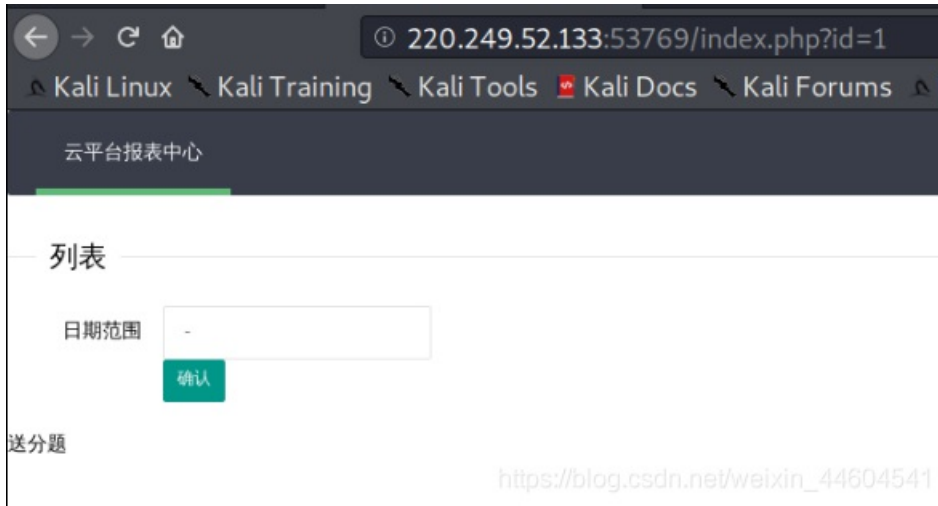 220.249.52.133:53769/index.php?id=1
Kali Linux Kali Training Kali Tools Kali Docs Kali Forums
云平台报表中心
列表
日期范围 -
确认
送分题
https://blog.csdn.net/weixin_44604541